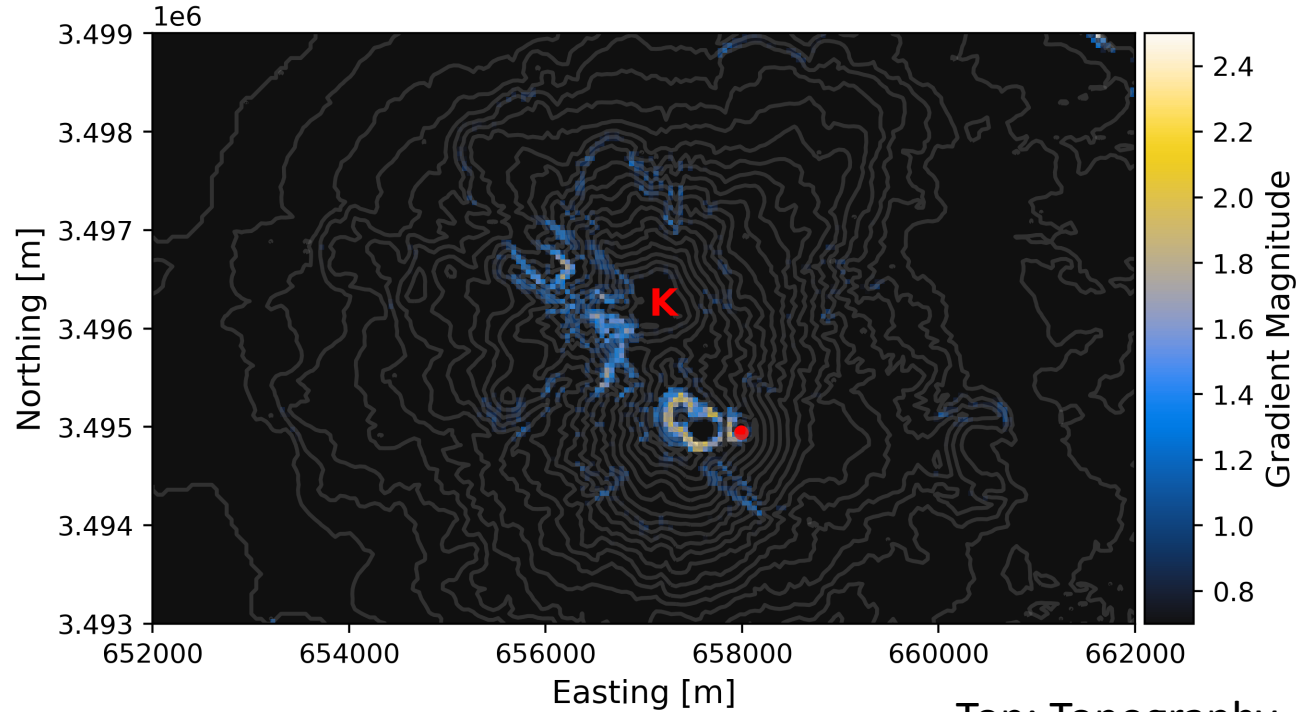 1e6
3.499
3.498
3.497
3.496
3.495
3.494
3.493
652000 654000 656000 658000 660000 662000
Easting [m]
Northing [m]
K
2.4
2.2
2.0
1.8
1.6
1.4
1.2
1.0
0.8
Gradient Magnitude
Top: Topography